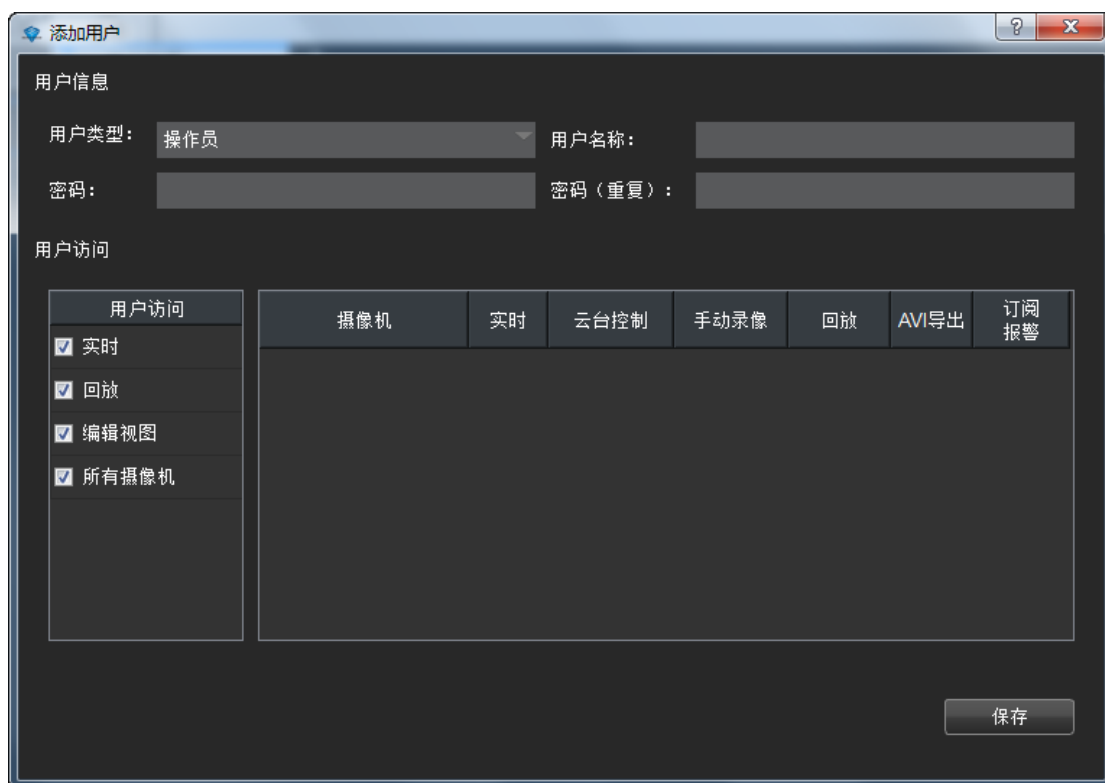 添加用户
用户信息
用户类型： 操作员 用户名称：
密码： 密码（重复）：
用户访问
用户访问 摄像机 实时 云台控制 手动录像 回放 AVI导出 订阅
报警
实时
回放
编辑视图
所有摄像机
保存